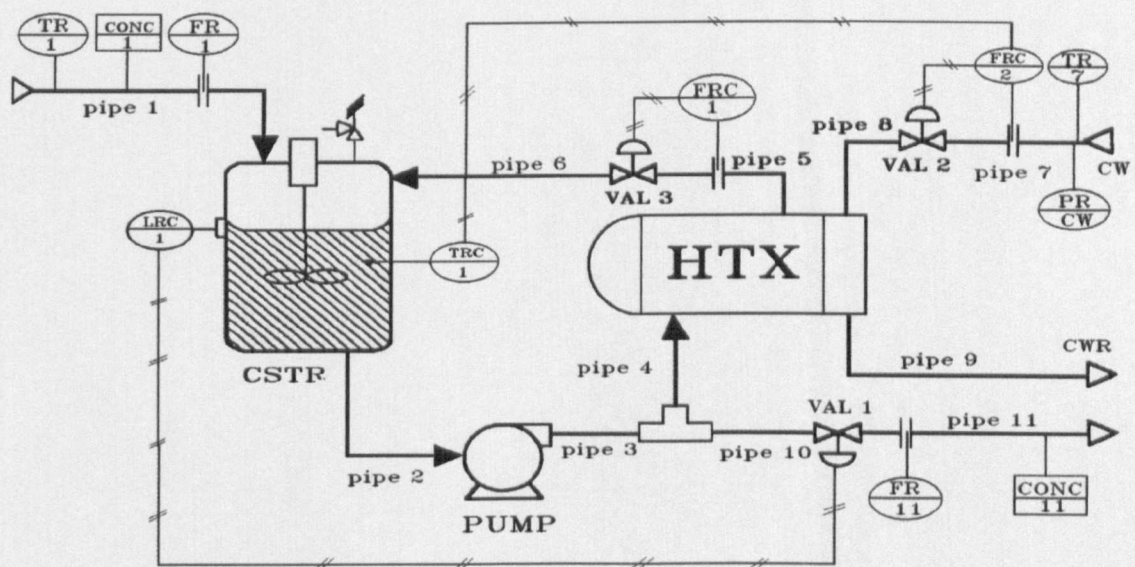 TR
1
CONC
1
FR
1
pipe 1
FRC
1
FRC
2
TR
7
pipe 8
VAL 2
pipe 7
CW
PR
CW
pipe 6
VAL 3
pipe 5
LRC
1
TRC
1
HTX
CSTR
pipe 4
pipe 9
CWR
VAL 1
pipe 2
pipe 3
pipe 10
pipe 11
PUMP
FR
11
CONC
11